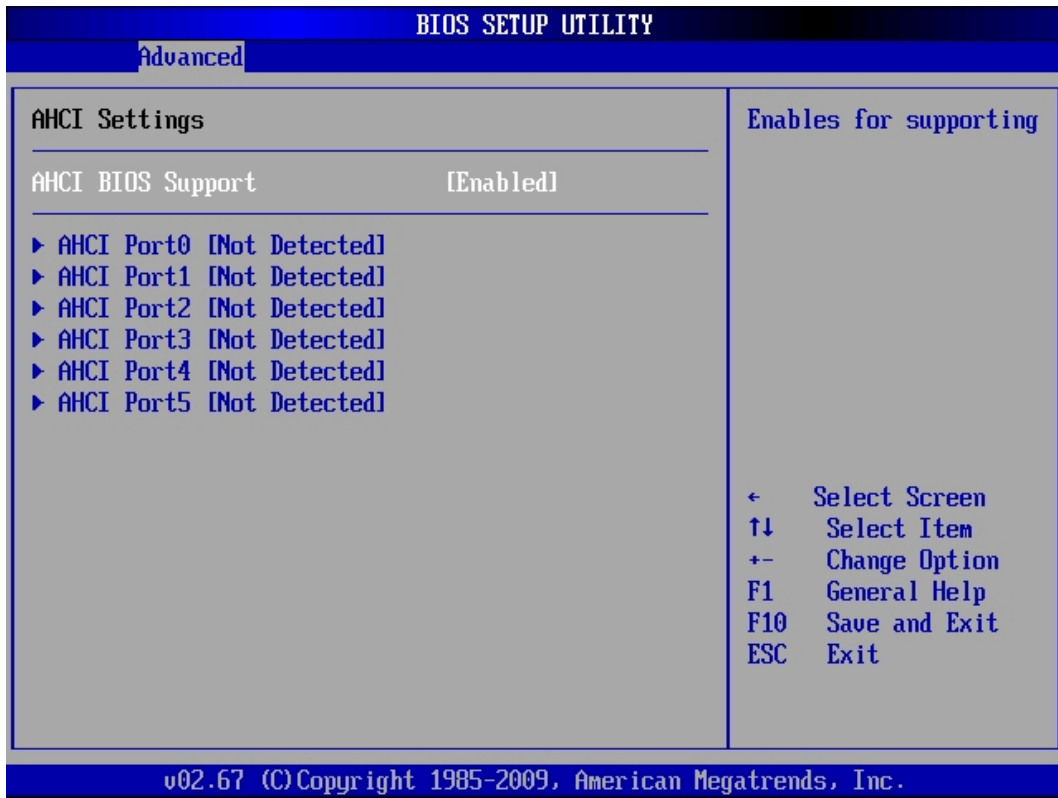 BIOS SETUP UTILITY
Advanced
AHCI Settings
AHCI BIOS Support [Enabled]
► AHCI Port0 [Not Detected]
► AHCI Port1 [Not Detected]
► AHCI Port2 [Not Detected]
► AHCI Port3 [Not Detected]
► AHCI Port4 [Not Detected]
► AHCI Port5 [Not Detected]
Enables for supporting
← Select Screen
↑↓ Select Item
+- Change Option
F1 General Help
F10 Save and Exit
ESC Exit
v02.67 (C)Copyright 1985-2009, American Megatrends, Inc.